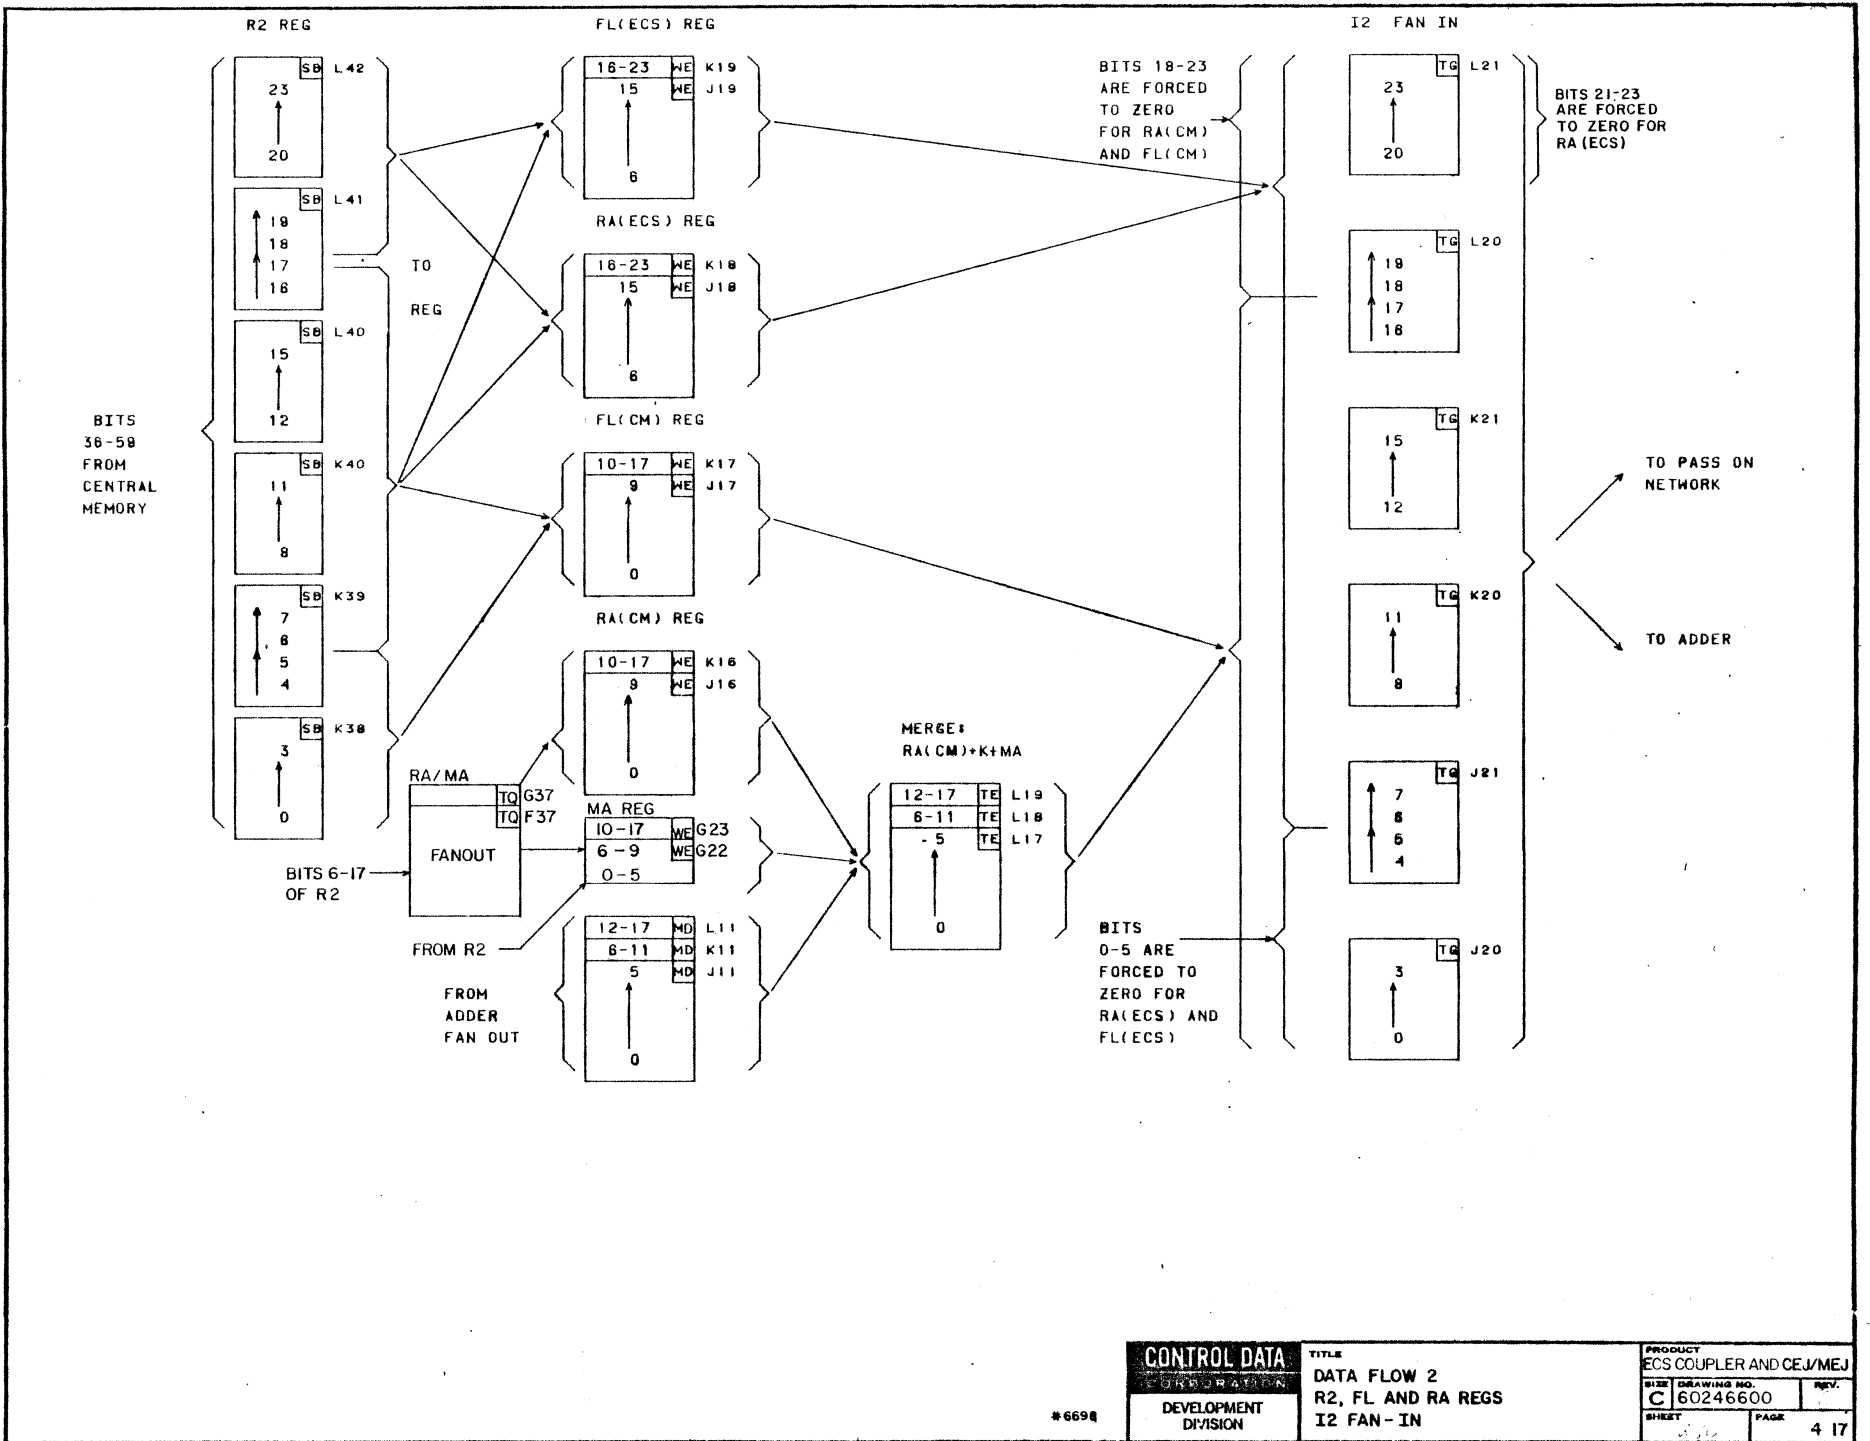 R2 REG
SB L42
23
20
SB L41
19
18
17
16
SB L40
15
12
SB K40
11
8
SB K39
7
6
5
4
SB K38
3
0
BITS
36-59
FROM
CENTRAL
MEMORY
TO
REG
FL(ECS) REG
16-23 WE K19
15 WE J19
6
RA(ECS) REG
16-23 WE K18
15 WE J18
6
FL(CM) REG
10-17 WE K17
9 WE J17
0
RA(CM) REG
10-17 WE K16
9 WE J16
0
RA/MA
TQ G37
TQ F37
FANOUT
BITS 6-17
OF R2
MA REG
10-17 WE G23
6-9 WE G22
0-5
FROM R2
12-17 MD L11
6-11 MD K11
5 MD J11
0
FROM
ADDER
FAN OUT
MERGE:
RA(CM)+K+MA
12-17 TE L19
6-11 TE L18
5 TE L17
0
BITS 18-23
ARE FORCED
TO ZERO
FOR RA(CM)
AND FL(CM)
BITS
0-5 ARE
FORCED TO
ZERO FOR
RA(ECS) AND
FL(ECS)
I2 FAN IN
TG L21
23
20
TG L20
19
18
17
16
TG K21
15
12
TG K20
11
8
TG J21
7
6
5
4
TG J20
3
0
BITS 21-23
ARE FORCED
TO ZERO FOR
RA(ECS)
TO PASS ON
NETWORK
TO ADDER
#6698
CONTROL DATA
CORPORATION
DEVELOPMENT
DIVISION
TITLE
DATA FLOW 2
R2, FL AND RA REGS
I2 FAN-IN
PRODUCT
ECS COUPLER AND CEJ/MEJ
SIZE DRAWING NO. REV.
C 60246600
SHEET PAGE
4 17